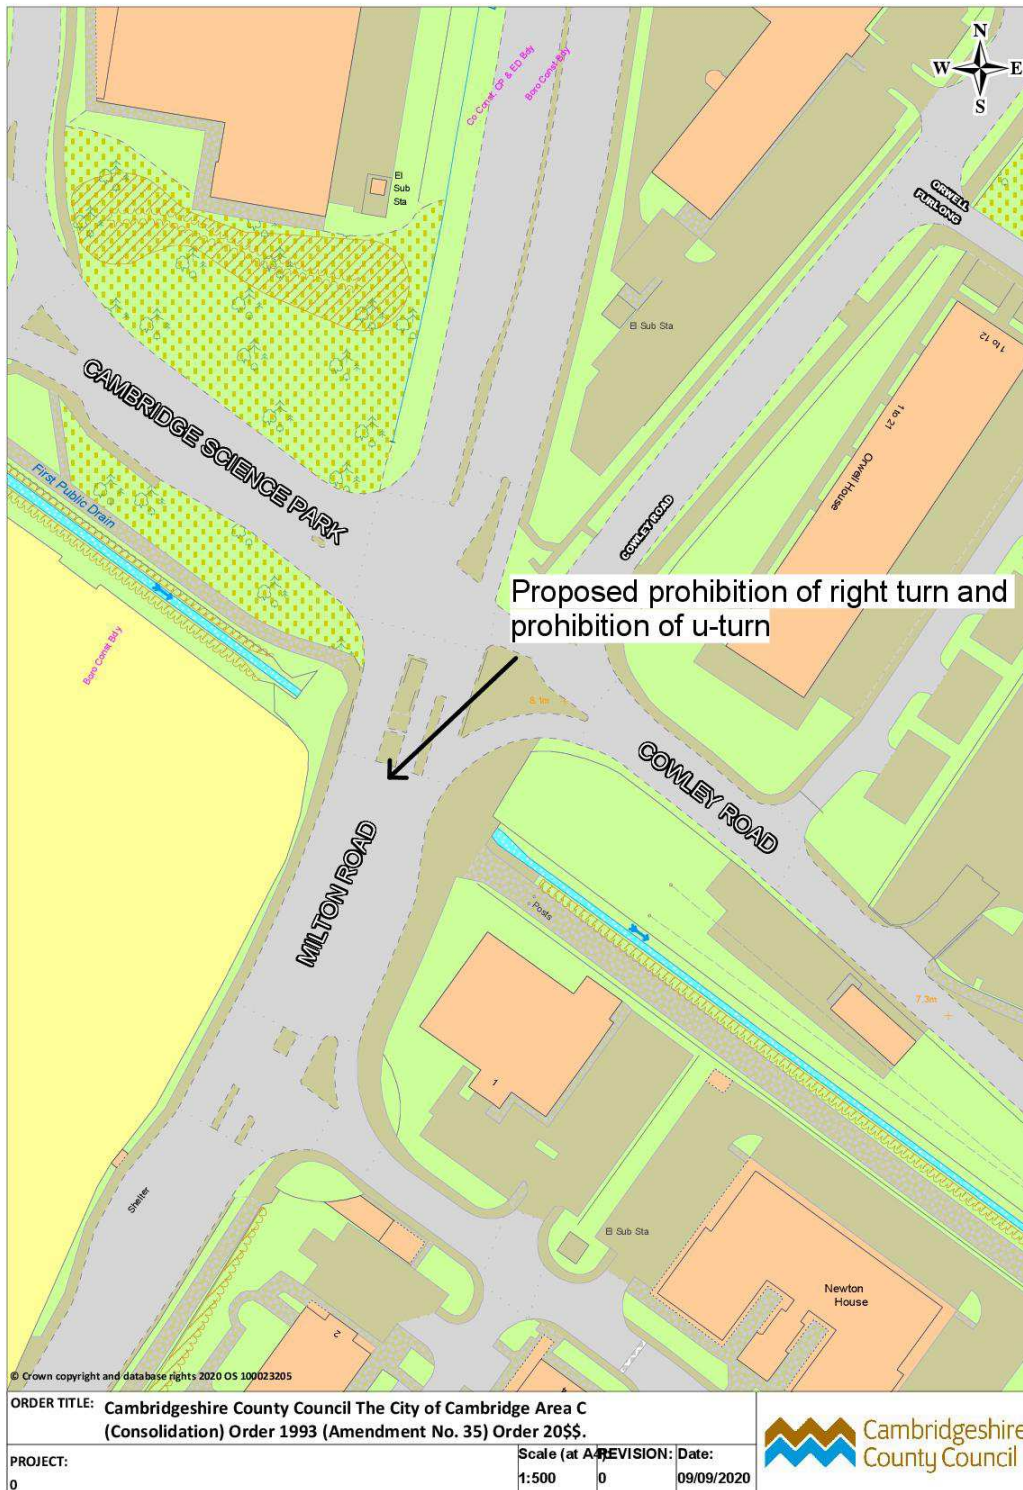 N
W E
S
Co Const, CP & ED Bdy
Boro Const Bdy
El
Sub
Sta
ORWELL
FURLONG
El Sub Sta
1 to 12
1 to 21
Orwell House
CAMBRIDGE SCIENCE PARK
First Public Drain
COWLEY ROAD
Proposed prohibition of right turn and
prohibition of u-turn
Boro Const Bdy
8.1m
COWLEY ROAD
MILTON ROAD
Posts
7.3m
1
Shelter
El Sub Sta
Newton
House
2
© Crown copyright and database rights 2020 OS 100023205
ORDER TITLE: Cambridgeshire County Council The City of Cambridge Area C
(Consolidation) Order 1993 (Amendment No. 35) Order 20$$.
PROJECT:
0
Scale (at A4) REVISION: Date:
1:500 0 09/09/2020
Cambridgeshire
County Council